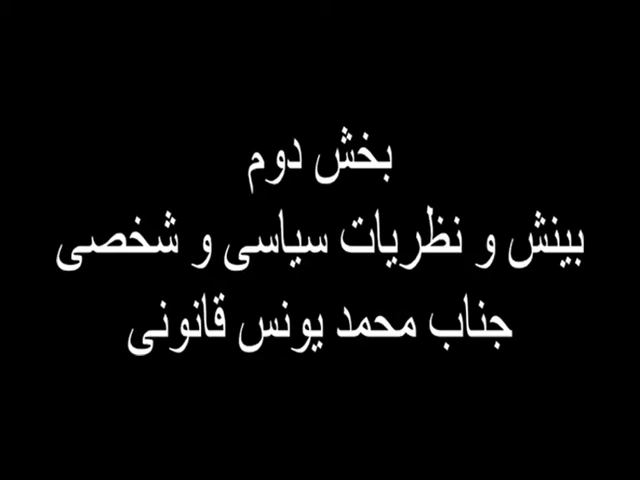 بخش دوم
بینش و نظریات سیاسی و شخصی
جناب محمد یونس قانونی